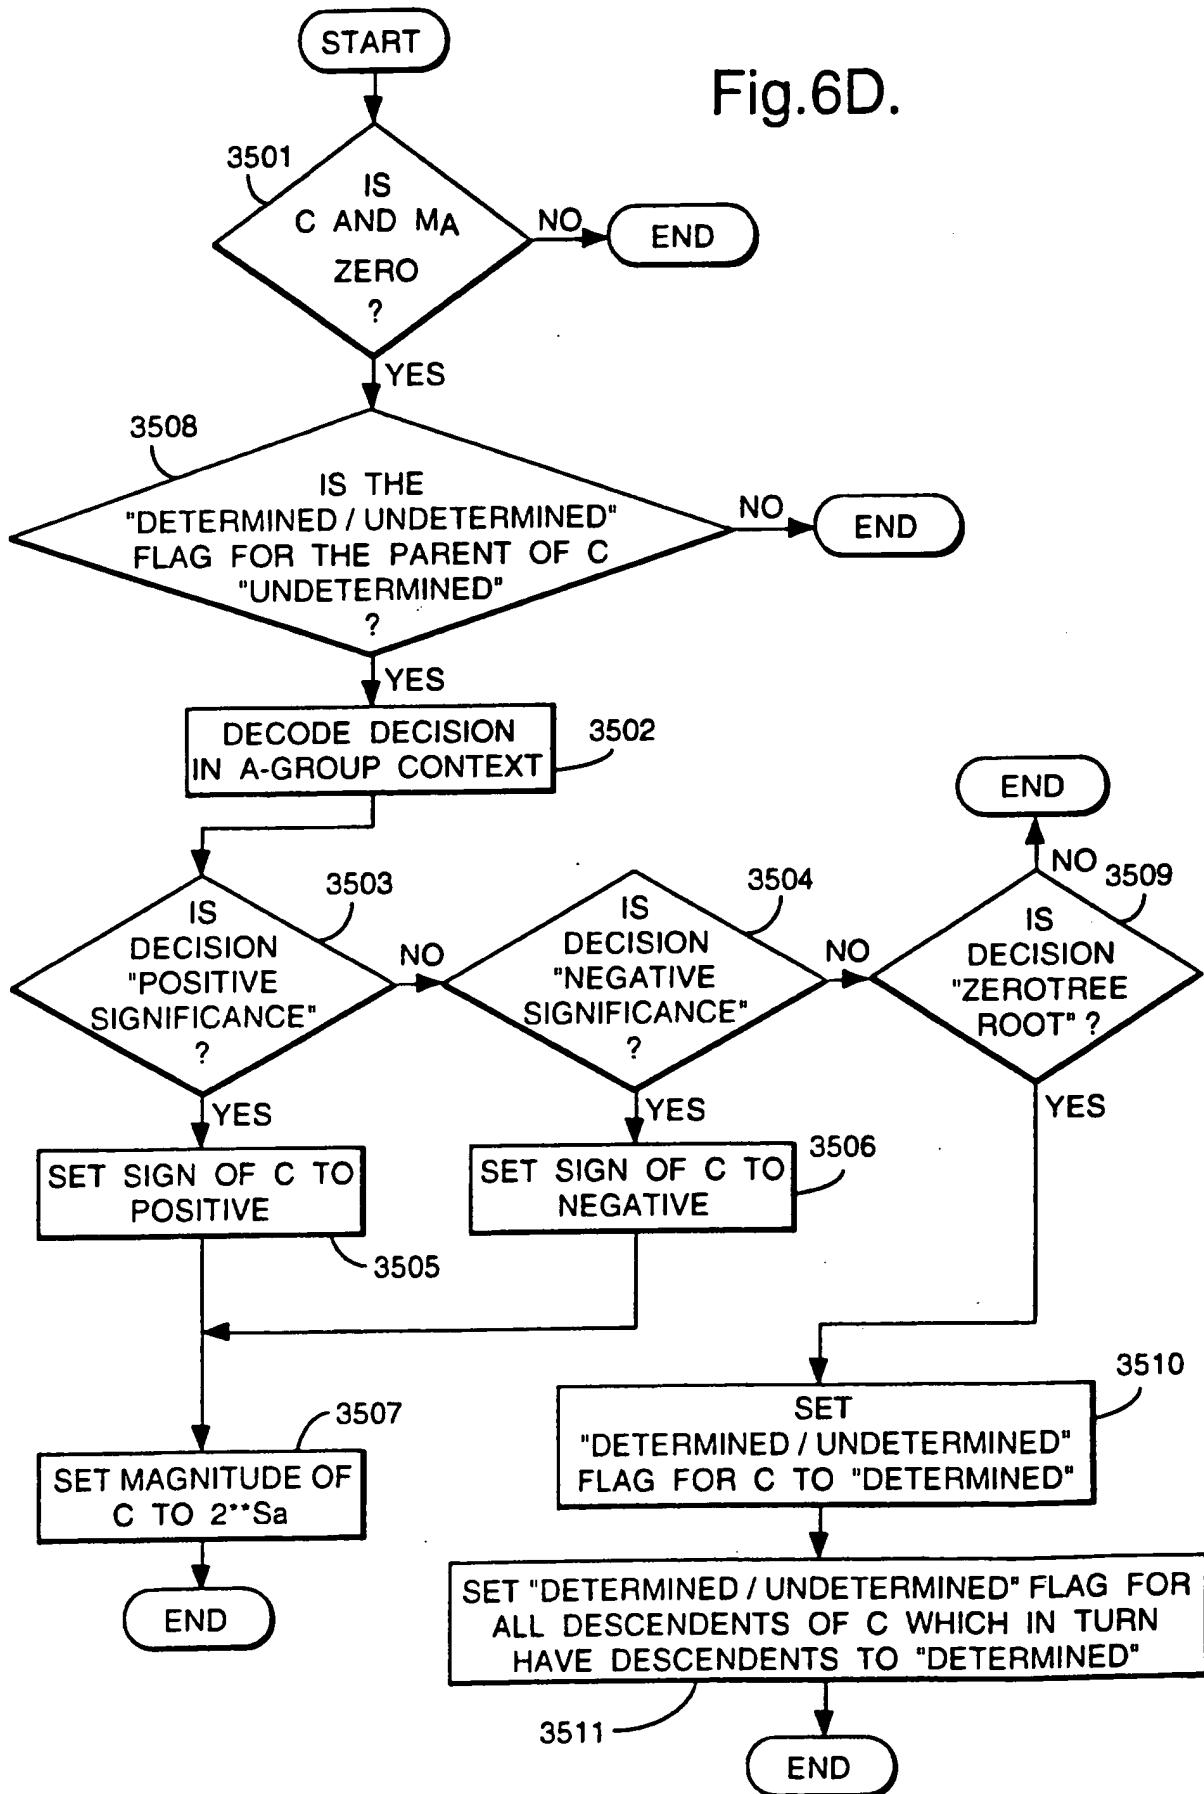 START
Fig.6D.
3501
IS
C AND MA
ZERO
?
NO
END
YES
3508
IS THE
"DETERMINED / UNDETERMINED"
FLAG FOR THE PARENT OF C
"UNDETERMINED"
?
NO
END
YES
DECODE DECISION
IN A-GROUP CONTEXT
3502
END
NO
3503
IS
DECISION
"POSITIVE
SIGNIFICANCE"
?
NO
3504
IS
DECISION
"NEGATIVE
SIGNIFICANCE"
?
NO
3509
IS
DECISION
"ZEROTREE
ROOT" ?
YES
YES
YES
SET SIGN OF C TO
POSITIVE
3505
SET SIGN OF C TO
NEGATIVE
3506
3507
SET MAGNITUDE OF
C TO 2**Sa
END
3510
SET
"DETERMINED / UNDETERMINED"
FLAG FOR C TO "DETERMINED"
SET "DETERMINED / UNDETERMINED" FLAG FOR
ALL DESCENDENTS OF C WHICH IN TURN
HAVE DESCENDENTS TO "DETERMINED"
3511
END